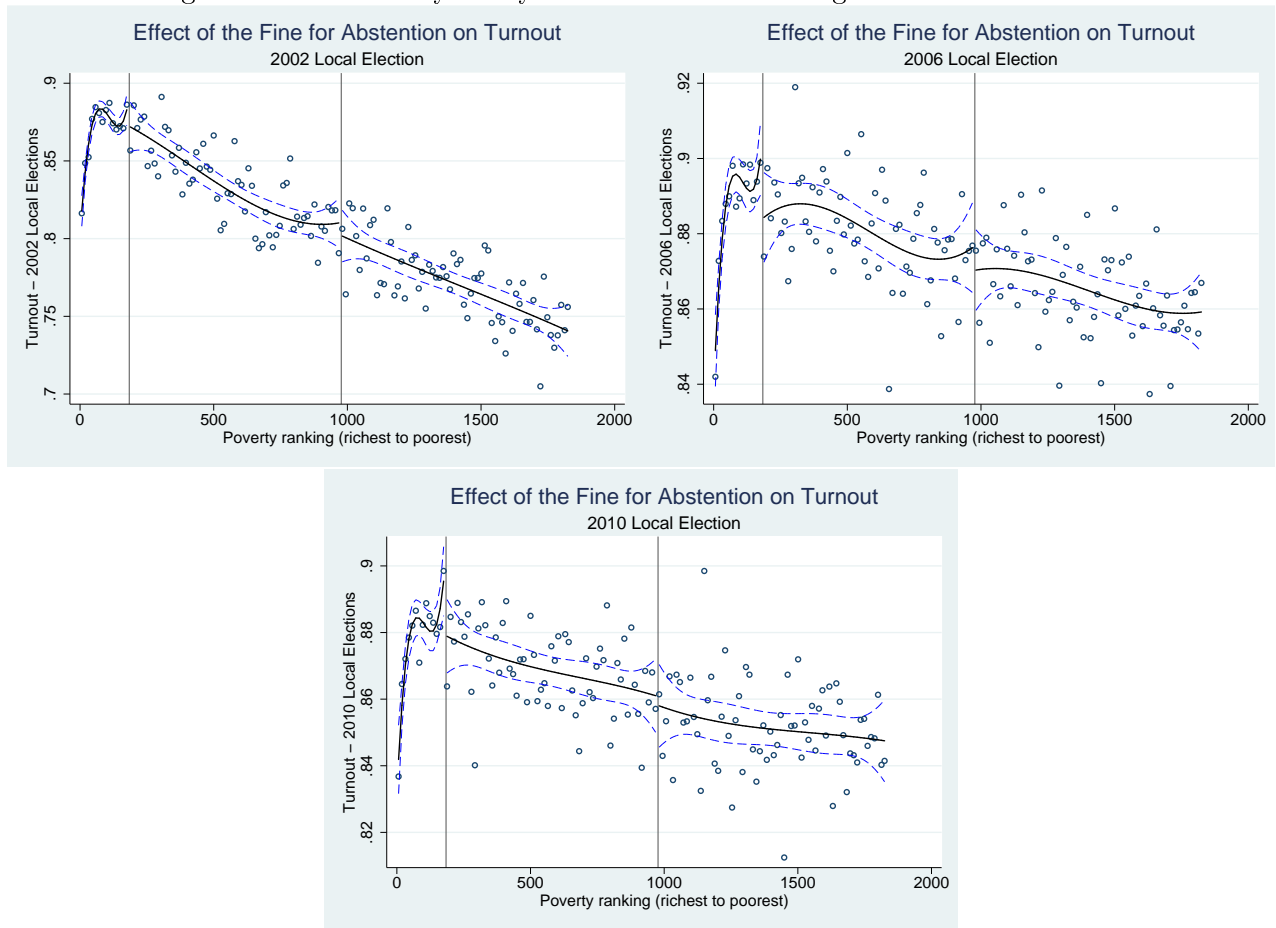 Effect of the Fine for Abstention on Turnout
2002 Local Election
Turnout – 2002 Local Elections
.9
.85
.8
.75
.7
0 500 1000 1500 2000
Poverty ranking (richest to poorest)
Effect of the Fine for Abstention on Turnout
2006 Local Election
Turnout – 2006 Local Elections
.92
.9
.88
.86
.84
0 500 1000 1500 2000
Poverty ranking (richest to poorest)
Effect of the Fine for Abstention on Turnout
2010 Local Election
Turnout – 2010 Local Elections
.9
.88
.86
.84
.82
0 500 1000 1500 2000
Poverty ranking (richest to poorest)